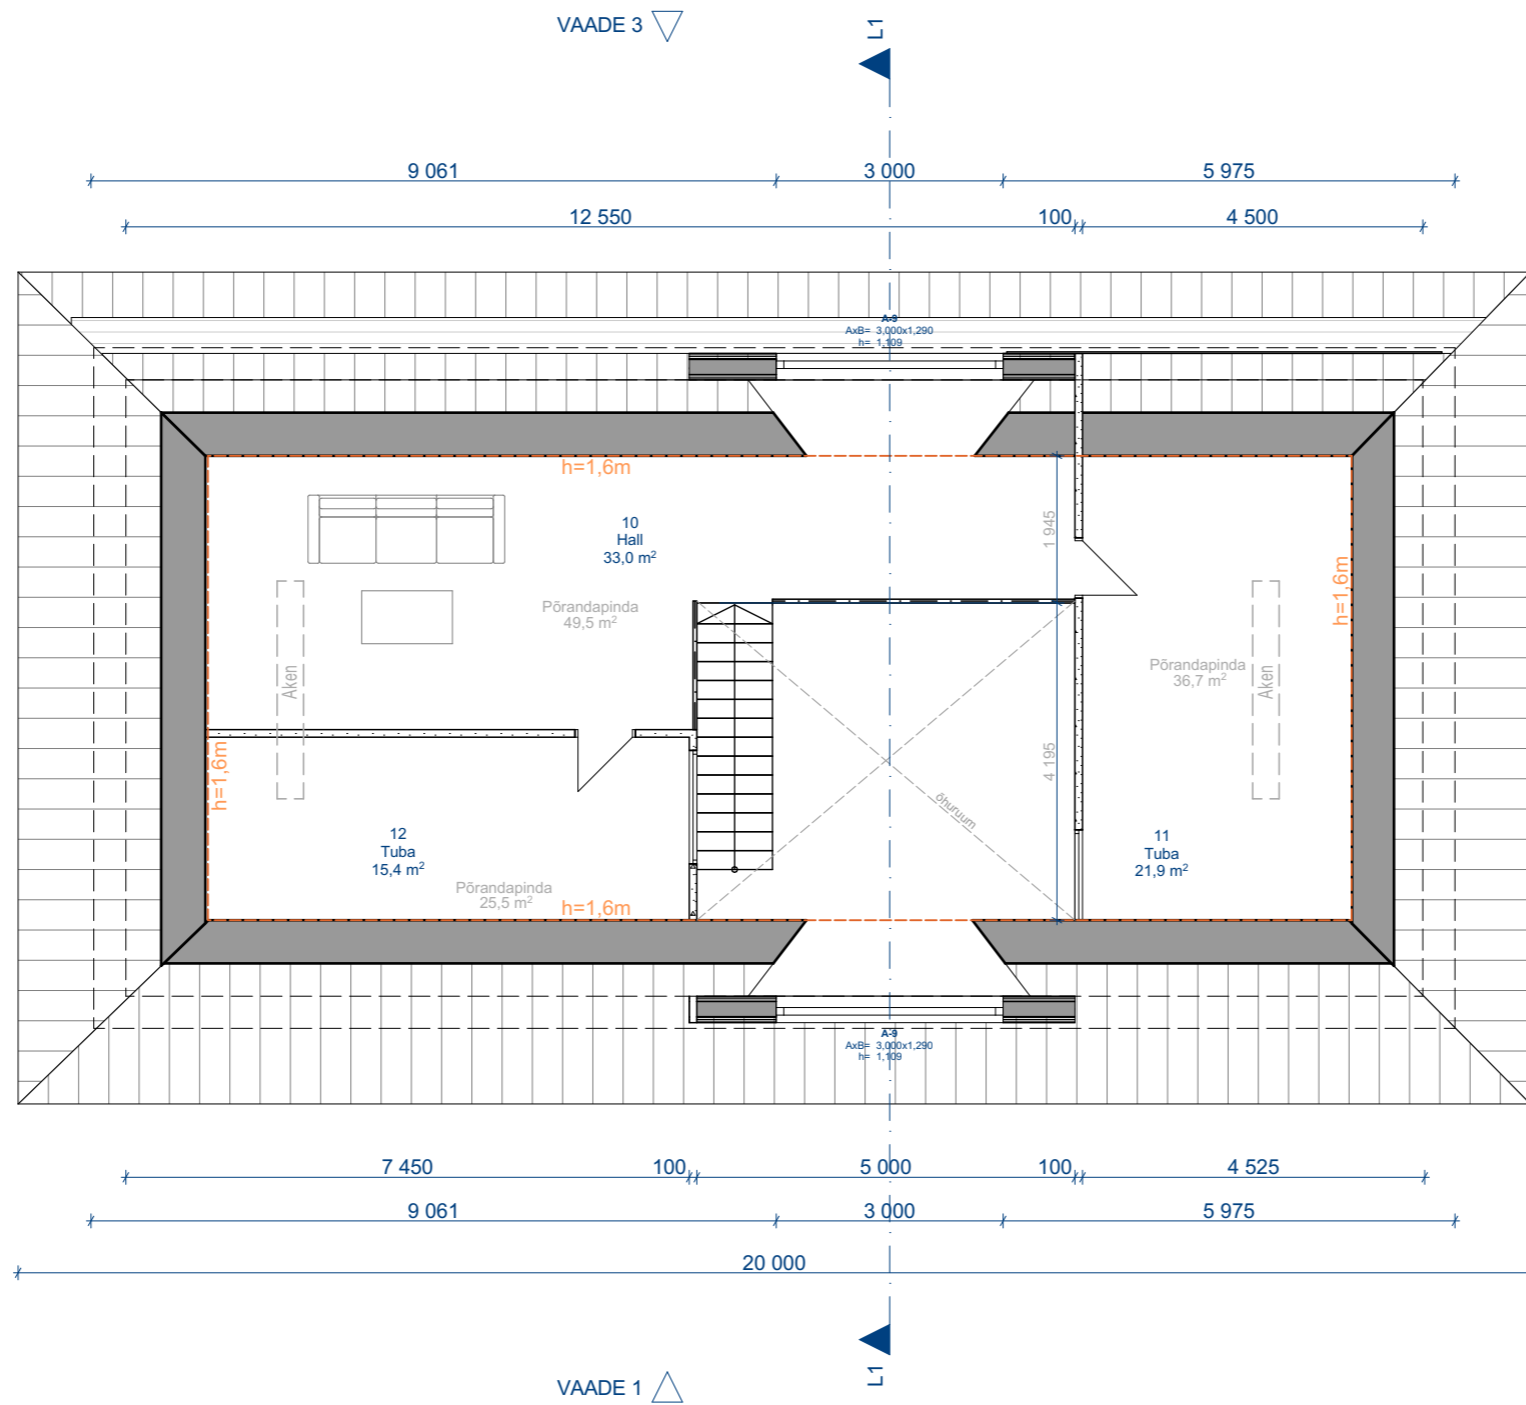 VAADE 3
L1
9 061
3 000
5 975
12 550
100
4 500
A-9
AxB= 3,000x1,290
h= 1,109
h=1,6m
10
Hall
33,0 m²
1 945
h=1,6m
Põrandapinda
49,5 m²
Põrandapinda
36,7 m²
Aken
Aken
h=1,6m
4 195
õhuruum
12
Tuba
15,4 m²
11
Tuba
21,9 m²
Põrandapinda
25,5 m²
h=1,6m
A-9
AxB= 3,000x1,290
h= 1,109
7 450
100
5 000
100
4 525
9 061
3 000
5 975
20 000
L1
VAADE 1